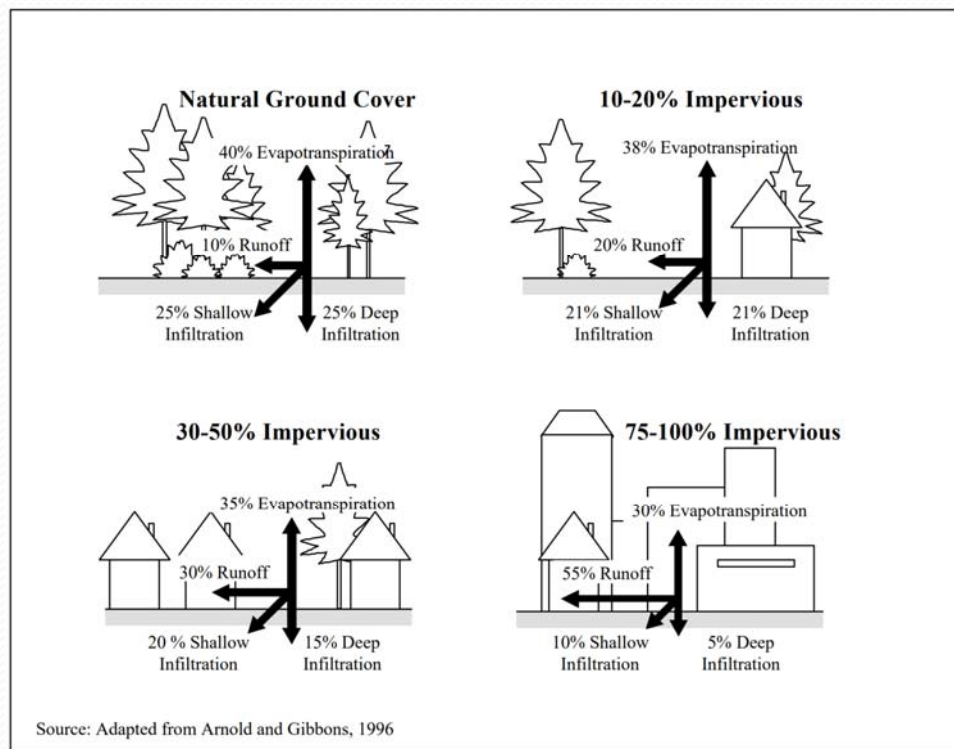 Natural Ground Cover
40% Evapotranspiration
10% Runoff
25% Shallow
Infiltration
25% Deep
Infiltration
10-20% Impervious
38% Evapotranspiration
20% Runoff
21% Shallow
Infiltration
21% Deep
Infiltration
30-50% Impervious
35% Evapotranspiration
30% Runoff
20 % Shallow
Infiltration
15% Deep
Infiltration
75-100% Impervious
30% Evapotranspiration
55% Runoff
10% Shallow
Infiltration
5% Deep
Infiltration
Source: Adapted from Arnold and Gibbons, 1996